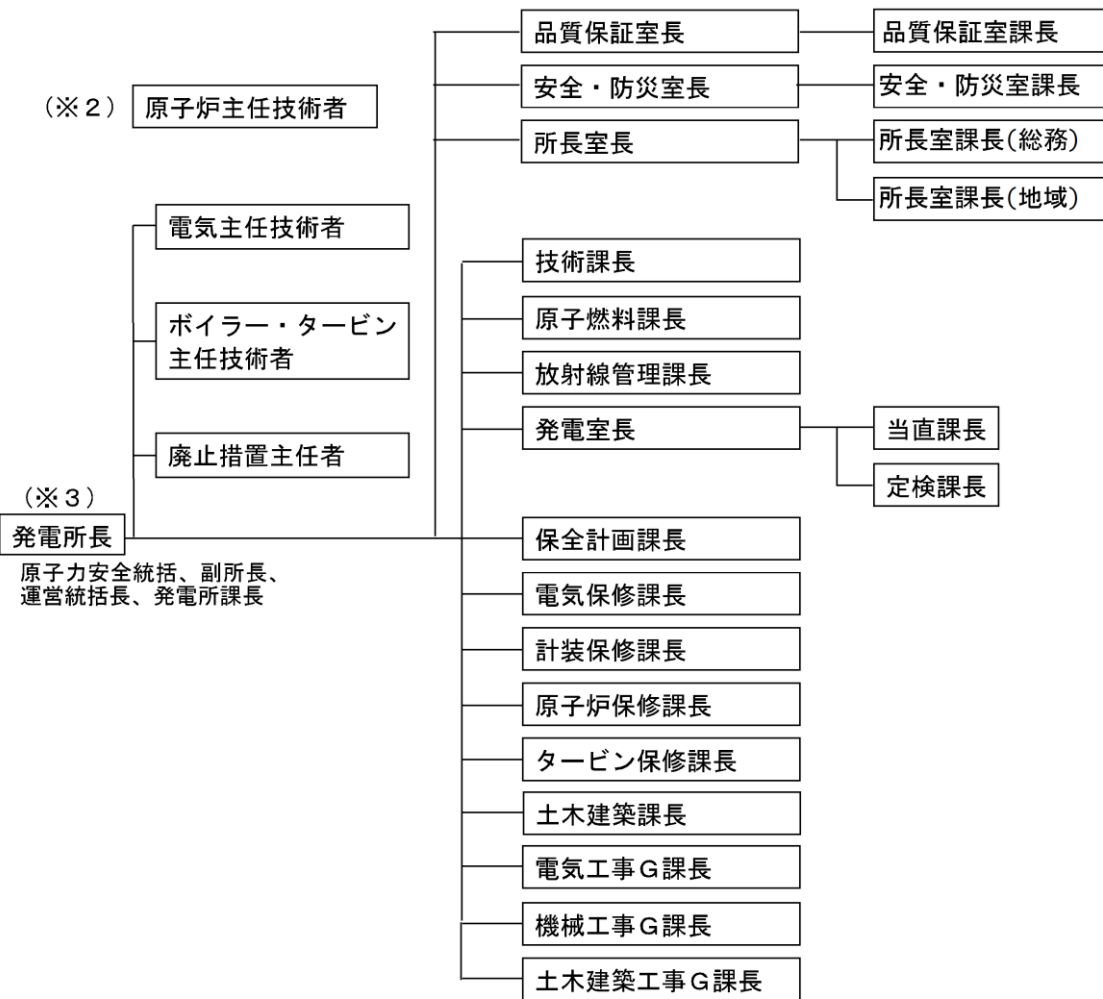 品質保証室長
品質保証室課長
安全・防災室長
安全・防災室課長
(※2)
原子炉主任技術者
所長室長
所長室課長(総務)
所長室課長(地域)
電気主任技術者
技術課長
ボイラー・タービン
主任技術者
原子燃料課長
放射線管理課長
発電室長
当直課長
廃止措置主任者
定検課長
(※3)
発電所長
原子力安全統括、副所長、
運営統括長、発電所課長
保全計画課長
電気保修課長
計装保修課長
原子炉保修課長
タービン保修課長
土木建築課長
電気工事G課長
機械工事G課長
土木建築工事G課長